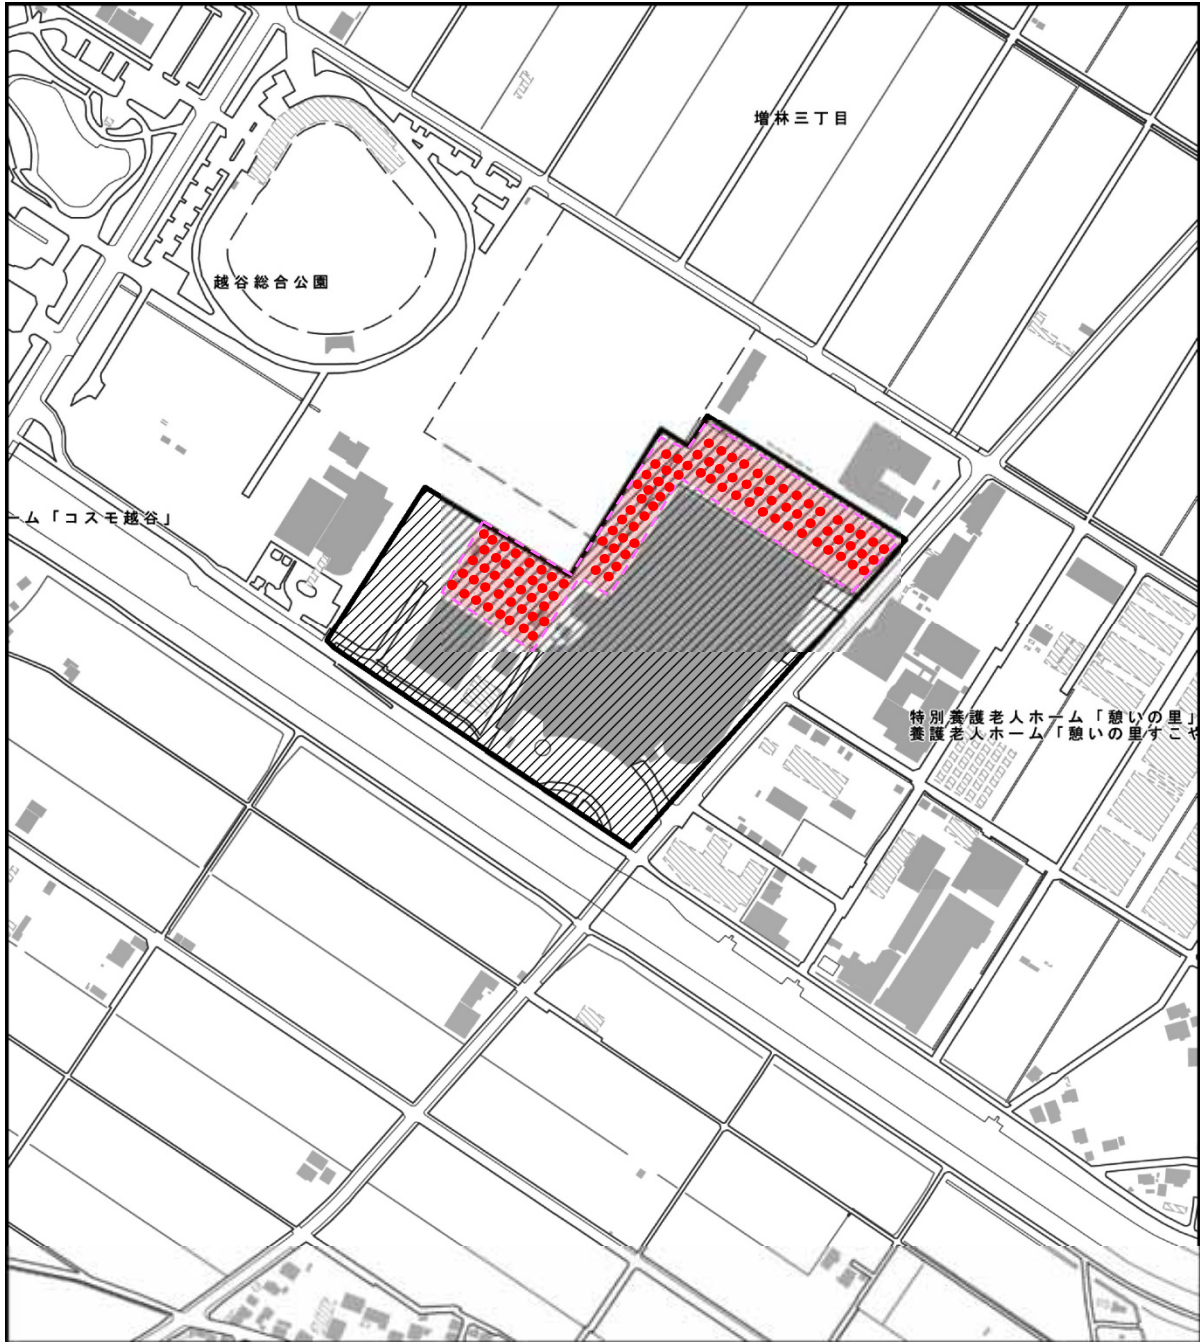 増林三丁目
越谷総合公園
ーム「コスモ越谷」
特別養護老人ホーム「憩いの里」
養護老人ホーム「憩いの里すこや